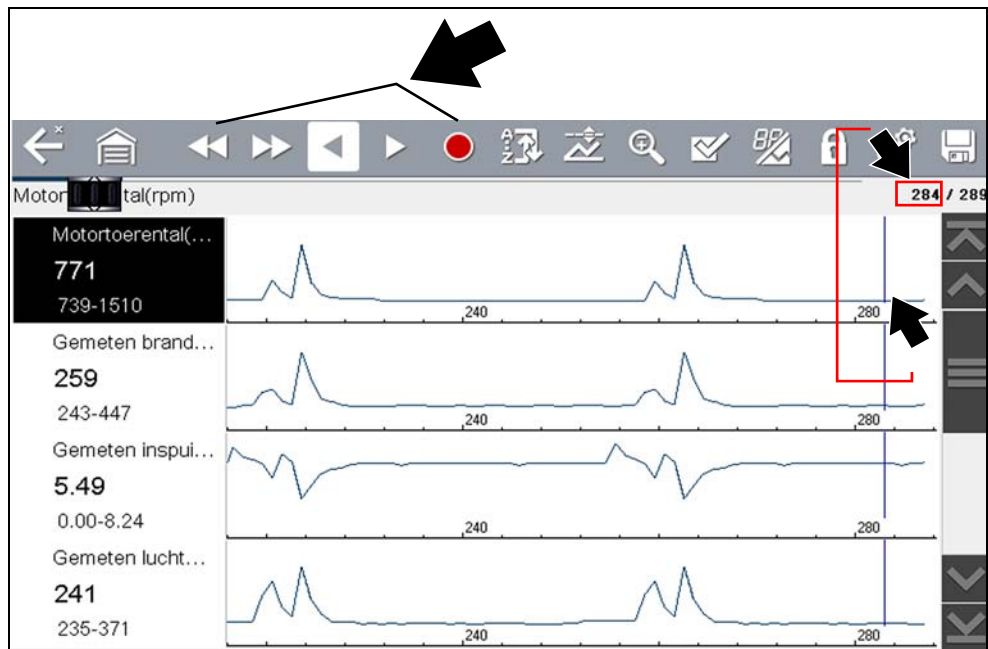 A
Z
Motor tal(rpm)
284 / 289
Motortoerental(...
771
739-1510
240
280
Gemeten brand...
259
243-447
240
280
Gemeten inspui...
5.49
0.00-8.24
240
280
Gemeten lucht...
241
235-371
240
280